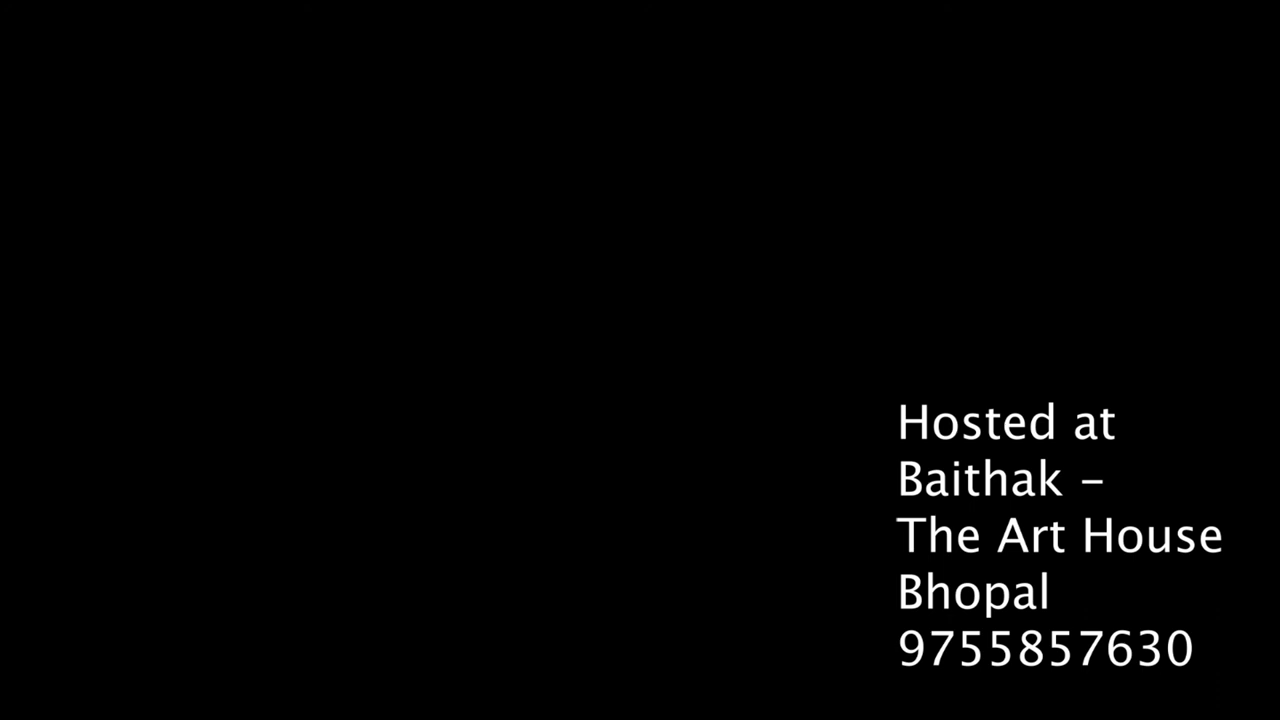 Hosted at
Baithak –
The Art House
Bhopal
9755857630